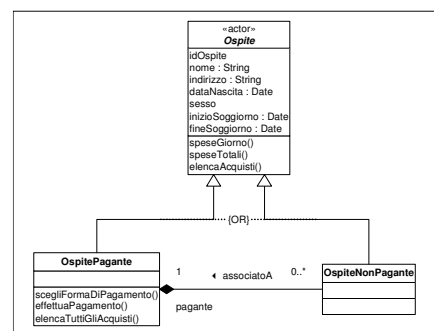 «actor»
Ospite
idOspite
nome : String
indirizzo : String
dataNascita : Date
sesso
inizioSoggiorno : Date
fineSoggiorno : Date
speseGiorno()
speseTotali()
elencaAcquisti()
{OR}
OspitePagante
scegliFormaDiPagamento()
effettuaPagamento()
elencaTuttiGliAcquisti()
1
associatoA
0..*
pagante
OspiteNonPagante